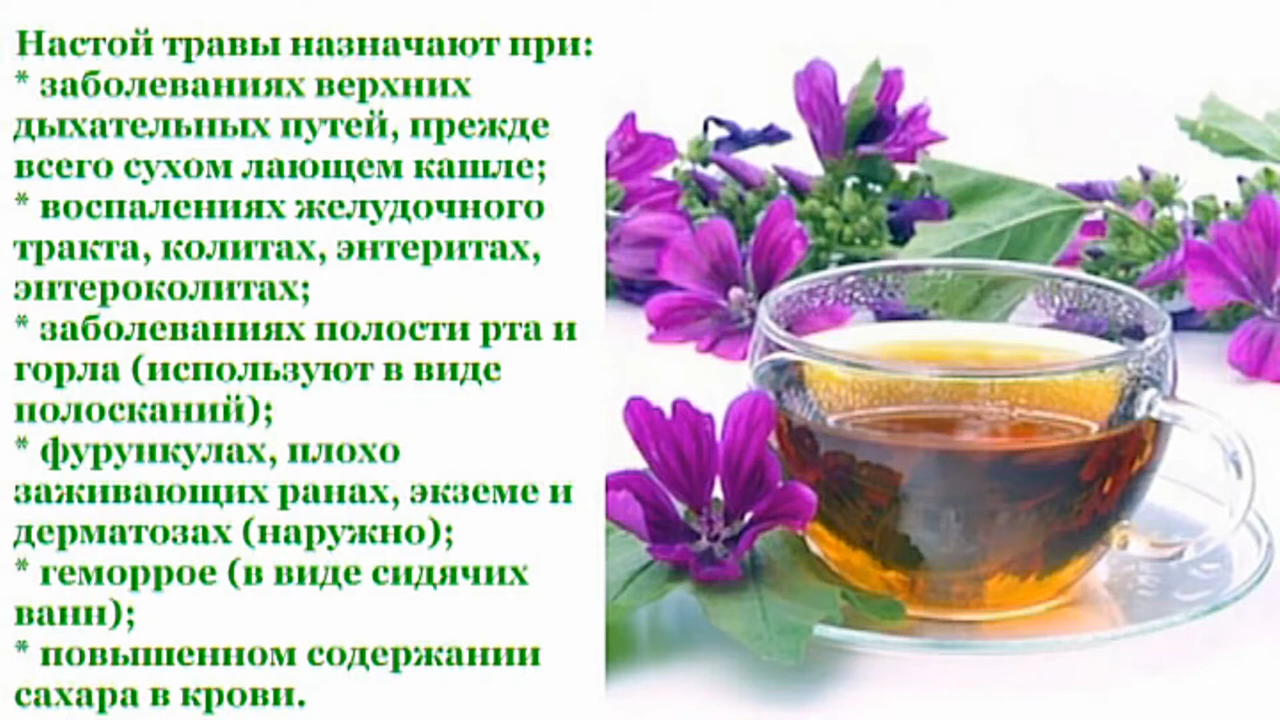 Настой травы назначают при:
* заболеваниях верхних
дыхательных путей, прежде
всего сухом лающем кашле;
* воспалениях желудочного
тракта, колитах, энтеритах,
энтероколитах;
* заболеваниях полости рта и
горла (используют в виде
полосканий);
* фурункулах, плохо
заживающих ранах, экземе и
дерматозах (наружно);
* геморрое (в виде сидячих
ванн);
* повышенном содержании
сахара в крови.